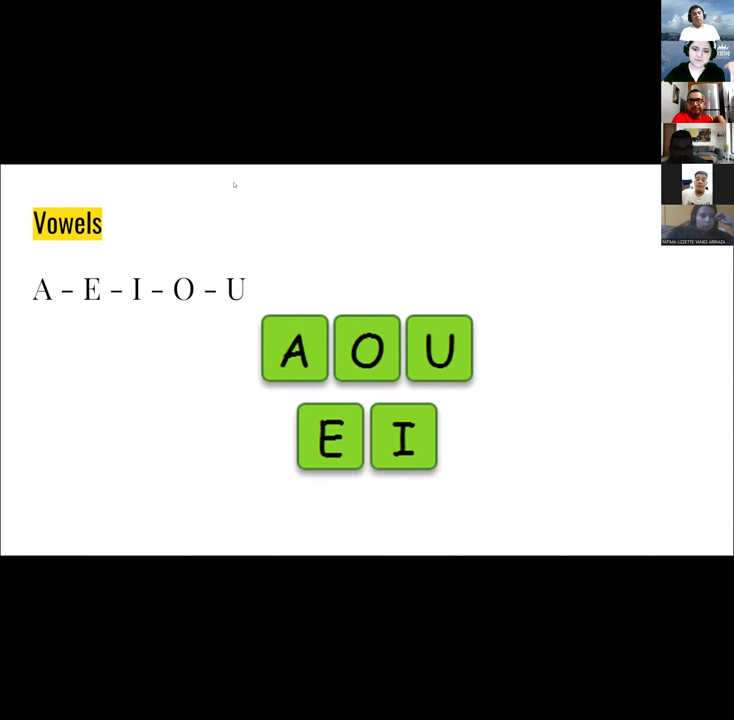 Vowels
A – E – I – O – U
A O U
E I
FATIMA LIZZETTE YANES ARRIAZA